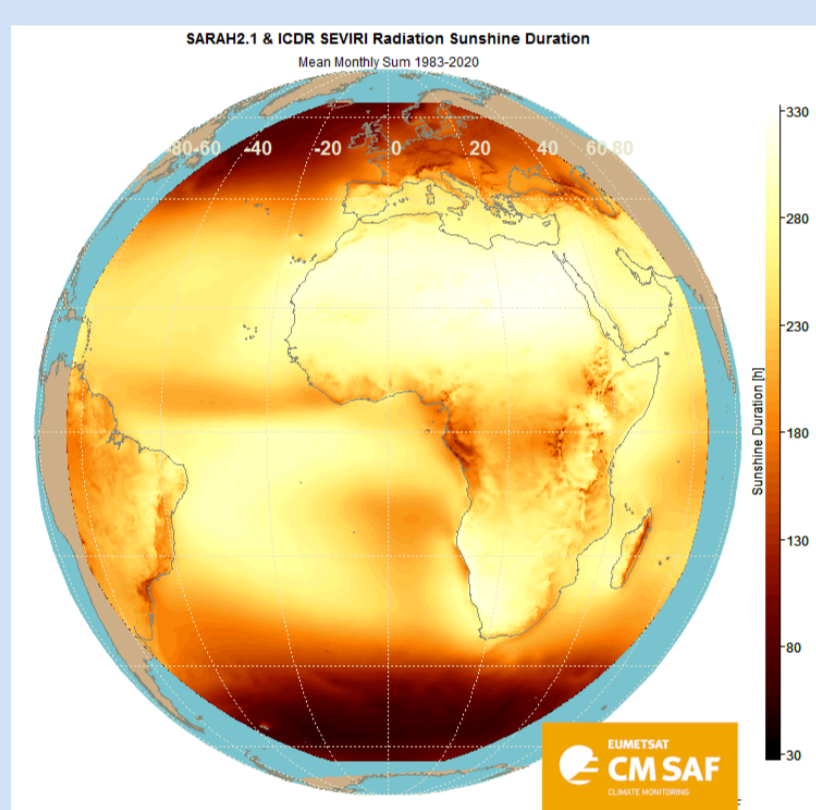 SARAH2.1 & ICDR SEVIRI Radiation Sunshine Duration
Mean Monthly Sum 1983-2020
-80 -60 -40 -20 0 20 40 60 80
330
280
230
180
130
80
30
Sunshine Duration [h]
EUMETSAT
CM SAF
CLIMATE MONITORING